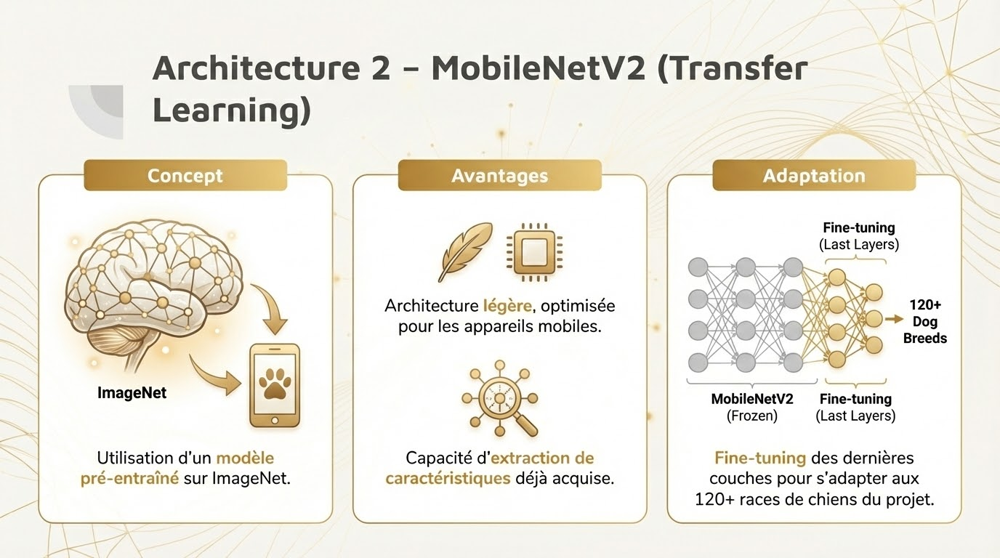 Architecture 2 – MobileNetV2 (Transfer
Learning)
Concept
ImageNet
Utilisation d'un modèle
pré-entraîné sur ImageNet.
Avantages
Architecture légère, optimisée
pour les appareils mobiles.
Capacité d'extraction de
caractéristiques déjà acquise.
Adaptation
Fine-tuning
(Last Layers)
120+
Dog
Breeds
MobileNetV2
(Frozen)
Fine-tuning
(Last Layers)
Fine-tuning des dernières
couches pour s'adapter aux
120+ races de chiens du projet.